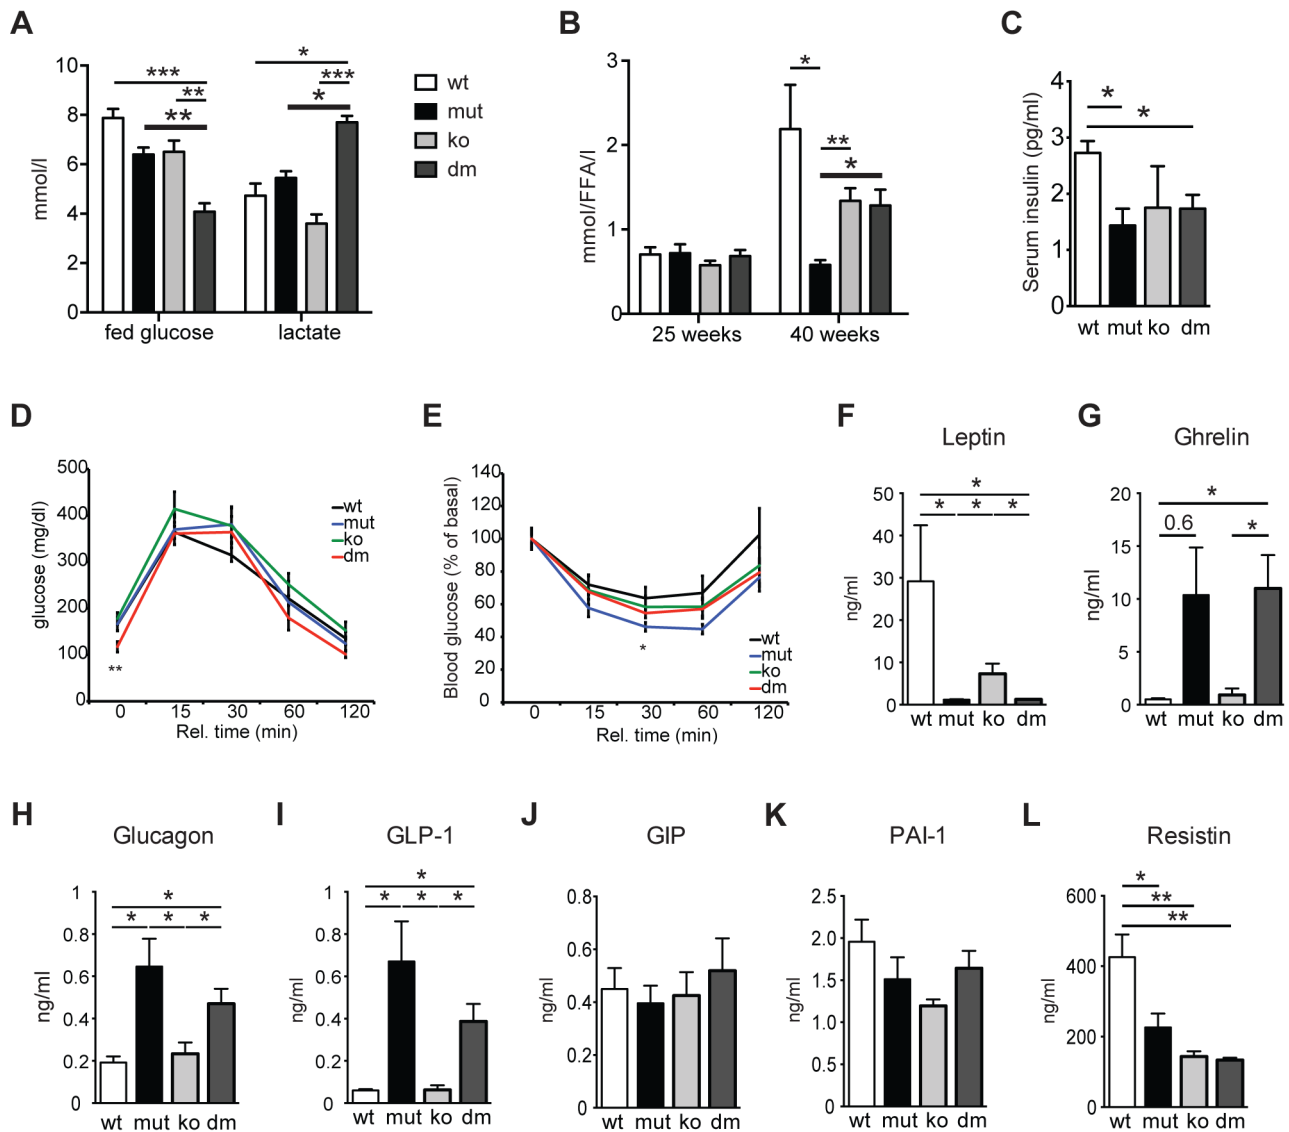 A
10
8
6
4
2
0
mmol/l
***
**
**
*
***
*
fed glucose
lactate
wt
mut
ko
dm
B
3
2
1
0
mmol/FFA/l
*
**
*
25 weeks
40 weeks
C
4
3
2
1
0
Serum insulin (pg/ml)
*
*
wt mut ko dm
D
500
400
300
200
100
0
glucose (mg/dl)
**
wt
mut
ko
dm
0 15 30 60 120
Rel. time (min)
E
140
120
100
80
60
40
20
0
Blood glucose (% of basal)
*
wt
mut
ko
dm
0 15 30 60 120
Rel. time (min)
F
Leptin
50
40
30
20
10
0
ng/ml
*
* * *
wt mut ko dm
G
Ghrelin
20
15
10
5
0
ng/ml
*
0.6
*
wt mut ko dm
H
Glucagon
1
0.8
0.6
0.4
0.2
0
ng/ml
*
* * *
wt mut ko dm
I
GLP-1
1
0.8
0.6
0.4
0.2
0
ng/ml
*
* * *
wt mut ko dm
J
GIP
0.8
0.6
0.4
0.2
0
ng/ml
wt mut ko dm
K
PAI-1
2.5
2.0
1.5
1.0
0.5
0
ng/ml
wt mut ko dm
L
Resistin
600
400
200
0
ng/ml
*
**
**
wt mut ko dm